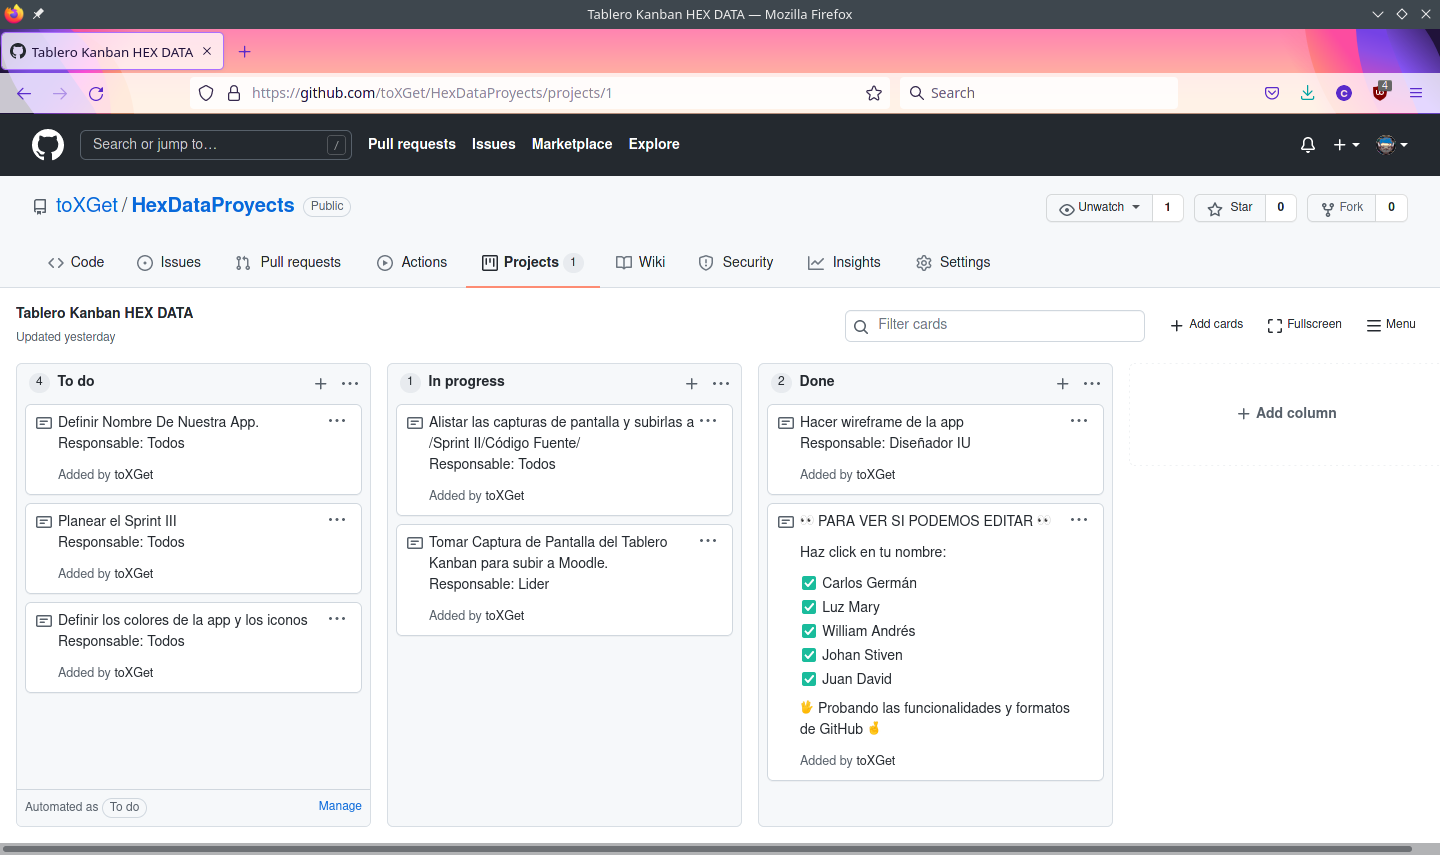 Tablero Kanban HEX DATA — Mozilla Firefox
Tablero Kanban HEX DATA
https://github.com/toXGet/HexDataProyects/projects/1
Search
C
4
Search or jump to…
/
Pull requests
Issues
Marketplace
Explore
toXGet / HexDataProyects
Public
Unwatch
1
Star
0
Fork
0
Code
Issues
Pull requests
Actions
Projects
1
Wiki
Security
Insights
Settings
Tablero Kanban HEX DATA
Updated yesterday
Filter cards
Add cards
Fullscreen
Menu
4
To do
Definir Nombre De Nuestra App.
Responsable: Todos
Added by toXGet
Planear el Sprint III
Responsable: Todos
Added by toXGet
Definir los colores de la app y los iconos
Responsable: Todos
Added by toXGet
Automated as To do
Manage
1
In progress
Alistar las capturas de pantalla y subirlas a
/Sprint II/Código Fuente/
Responsable: Todos
Added by toXGet
Tomar Captura de Pantalla del Tablero
Kanban para subir a Moodle.
Responsable: Lider
Added by toXGet
2
Done
Hacer wireframe de la app
Responsable: Diseñador IU
Added by toXGet
👀 PARA VER SI PODEMOS EDITAR 👀
Haz click en tu nombre:
✅ Carlos Germán
✅ Luz Mary
✅ William Andrés
✅ Johan Stiven
✅ Juan David
🖖 Probando las funcionalidades y formatos
de GitHub 🤞
Added by toXGet
Add column